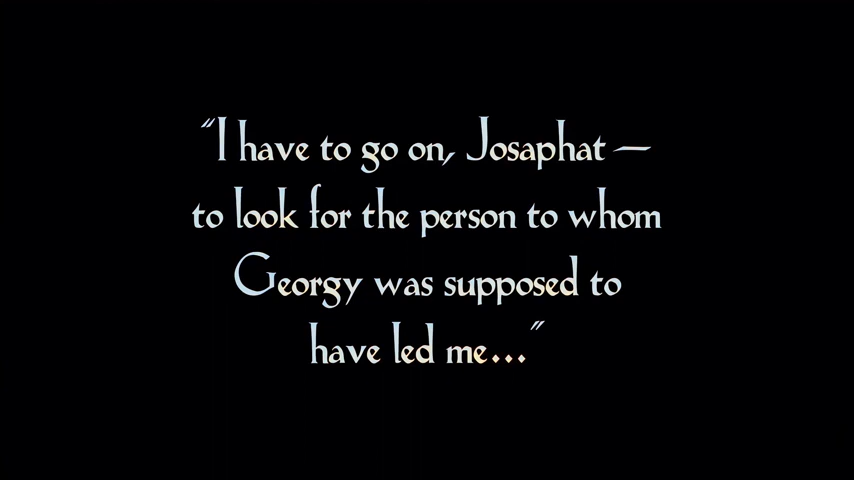 "I have to go on, Josaphat —
to look for the person to whom
Georgy was supposed to
have led me..."